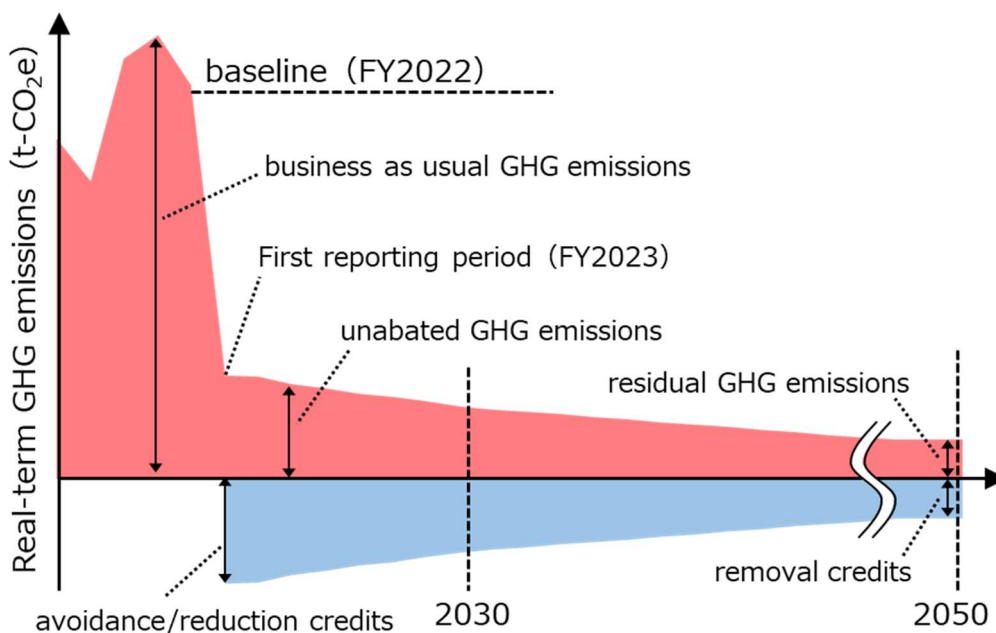 Real-term GHG emissions (t-CO₂e)
baseline (FY2022)
business as usual GHG emissions
First reporting period (FY2023)
unabated GHG emissions
residual GHG emissions
removal credits
avoidance/reduction credits
2030
2050